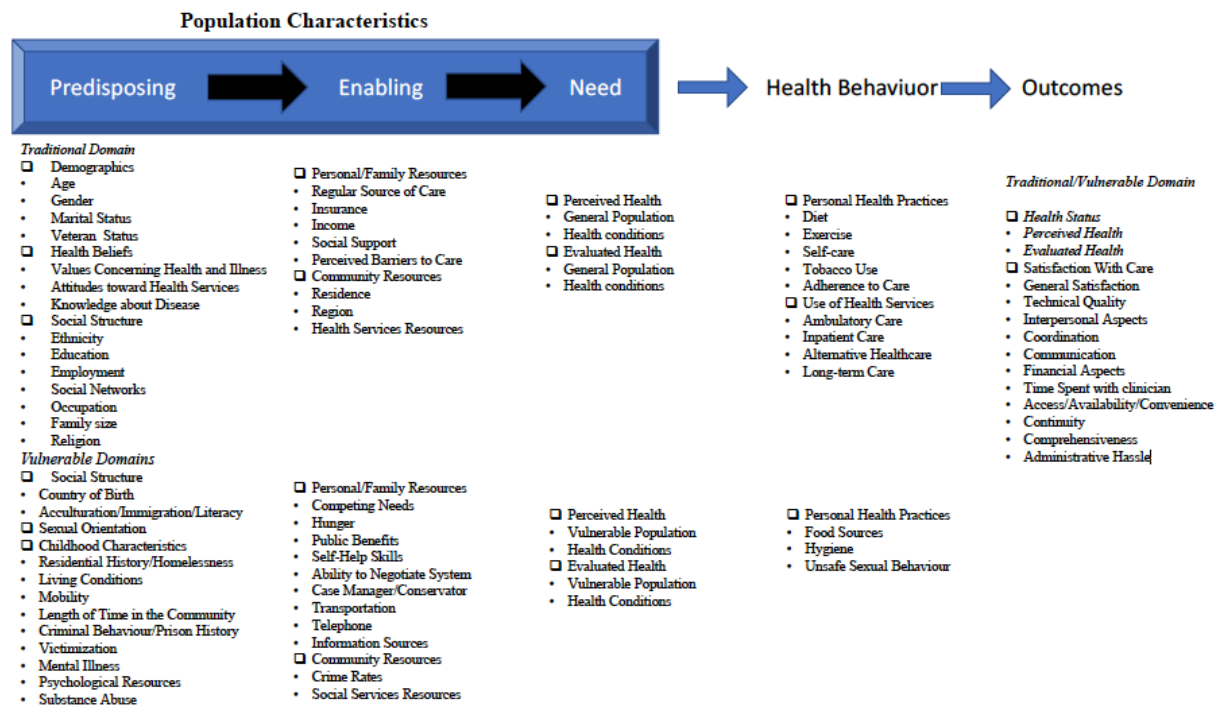 Population Characteristics
Predisposing
Enabling
Need
Health Behaviuor
Outcomes
Traditional Domain
❑ Demographics
• Age
• Gender
• Marital Status
• Veteran Status
❑ Health Beliefs
• Values Concerning Health and Illness
• Attitudes toward Health Services
• Knowledge about Disease
❑ Social Structure
• Ethnicity
• Education
• Employment
• Social Networks
• Occupation
• Family size
• Religion
Vulnerable Domains
❑ Social Structure
• Country of Birth
• Acculturation/Immigration/Literacy
❑ Sexual Orientation
❑ Childhood Characteristics
• Residential History/Homelessness
• Living Conditions
• Mobility
• Length of Time in the Community
• Criminal Behaviour/Prison History
• Victimization
• Mental Illness
• Psychological Resources
• Substance Abuse
❑ Personal/Family Resources
• Regular Source of Care
• Insurance
• Income
• Social Support
• Perceived Barriers to Care
❑ Community Resources
• Residence
• Region
• Health Services Resources
❑ Personal/Family Resources
• Competing Needs
• Hunger
• Public Benefits
• Self-Help Skills
• Ability to Negotiate System
• Case Manager/Conservator
• Transportation
• Telephone
• Information Sources
❑ Community Resources
• Crime Rates
• Social Services Resources
❑ Perceived Health
• General Population
• Health conditions
❑ Evaluated Health
• General Population
• Health conditions
❑ Perceived Health
• Vulnerable Population
• Health Conditions
❑ Evaluated Health
• Vulnerable Population
• Health Conditions
❑ Personal Health Practices
• Diet
• Exercise
• Self-care
• Tobacco Use
• Adherence to Care
❑ Use of Health Services
• Ambulatory Care
• Inpatient Care
• Alternative Healthcare
• Long-term Care
❑ Personal Health Practices
• Food Sources
• Hygiene
• Unsafe Sexual Behaviour
Traditional/Vulnerable Domain
❑ Health Status
• Perceived Health
• Evaluated Health
❑ Satisfaction With Care
• General Satisfaction
• Technical Quality
• Interpersonal Aspects
• Coordination
• Communication
• Financial Aspects
• Time Spent with clinician
• Access/Availability/Convenience
• Continuity
• Comprehensiveness
• Administrative Hassle